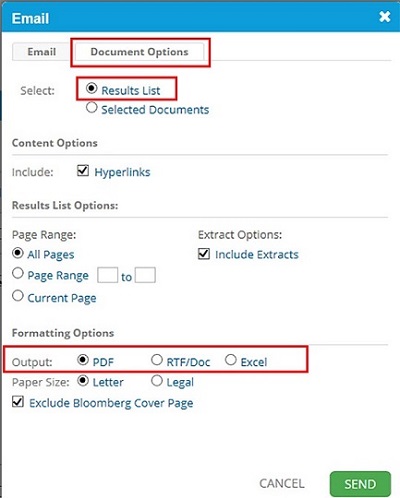 Email
Email Document Options
Select: Results List
Selected Documents
Content Options
Include: Hyperlinks
Results List Options:
Page Range: Extract Options:
All Pages Include Extracts
Page Range to
Current Page
Formatting Options
Output: PDF RTF/Doc Excel
Paper Size: Letter Legal
Exclude Bloomberg Cover Page
CANCEL SEND